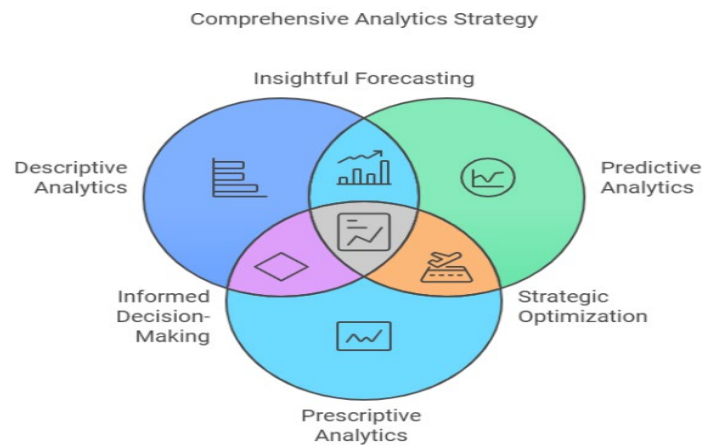 Comprehensive Analytics Strategy
Insightful Forecasting
Descriptive
Analytics
Predictive
Analytics
Informed
Decision-
Making
Strategic
Optimization
Prescriptive
Analytics